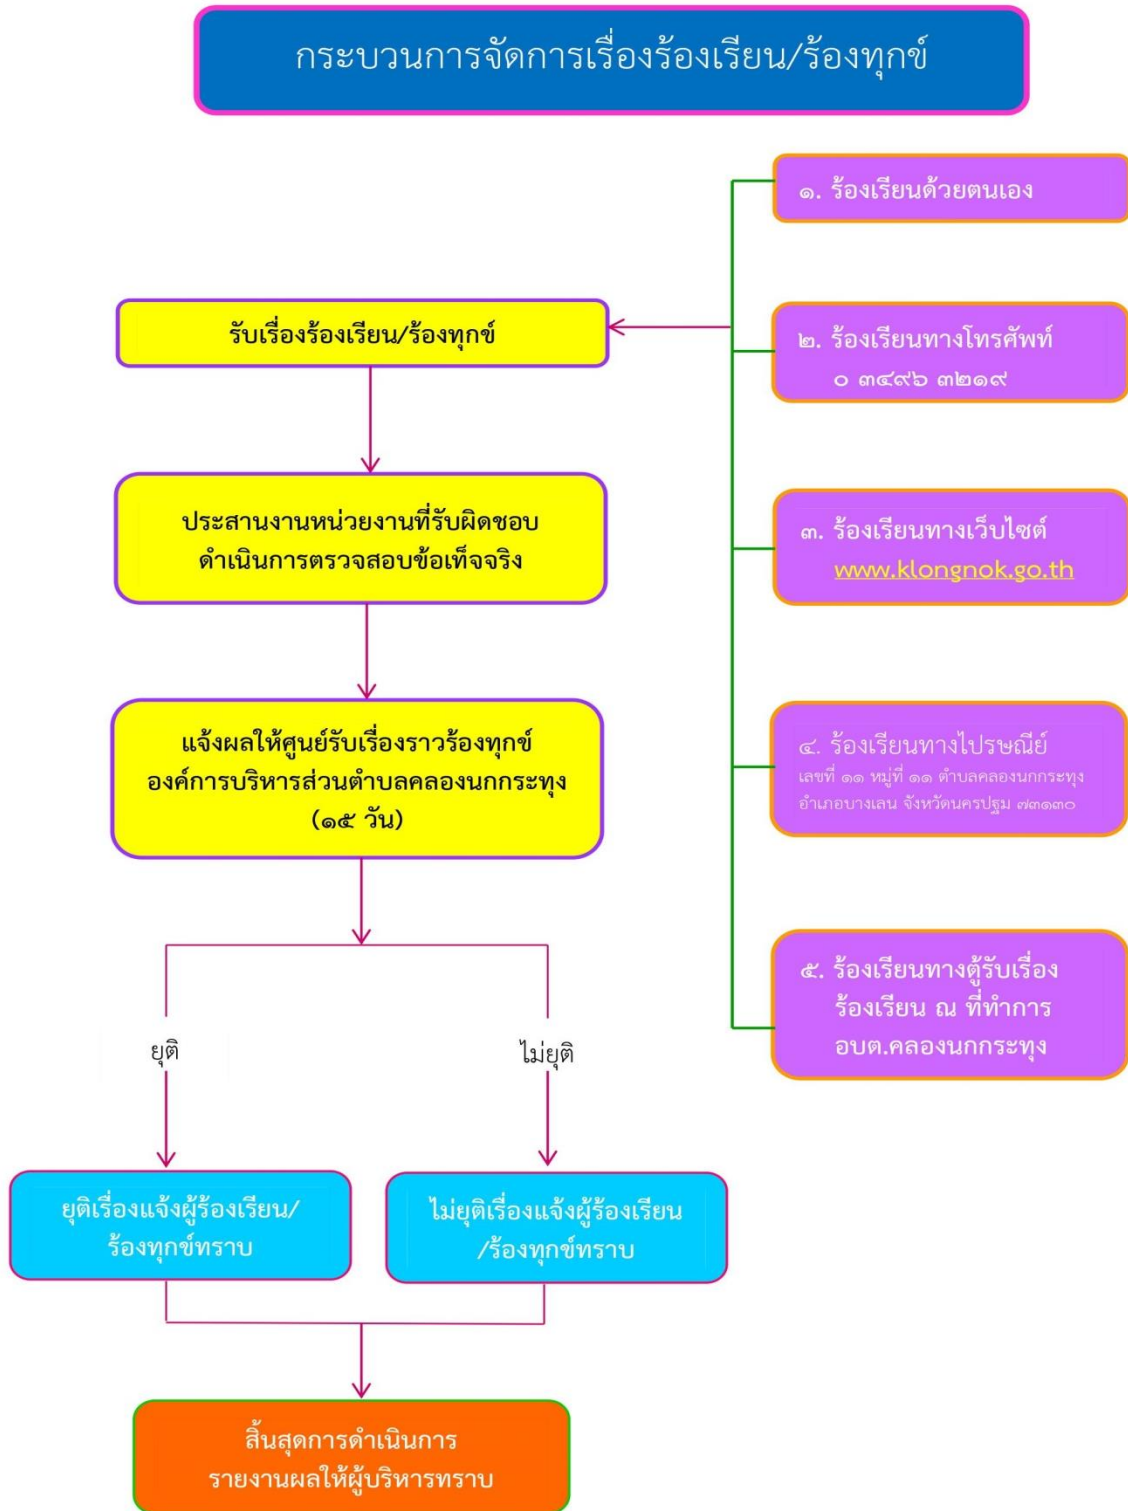 กระบวนการจัดการเรื่องร้องเรียน/ร้องทุกข์
๑. ร้องเรียนด้วยตนเอง
รับเรื่องร้องเรียน/ร้องทุกข์
๒. ร้องเรียนทางโทรศัพท์
๐ ๓๔๙๖ ๓๒๑๙
ประสานงานหน่วยงานที่รับผิดชอบ
ดำเนินการตรวจสอบข้อเท็จจริง
๓. ร้องเรียนทางเว็บไซต์
www.klongnok.go.th
แจ้งผลให้ศูนย์รับเรื่องราวร้องทุกข์
องค์การบริหารส่วนตำบลคลองนกกระทุง
(๑๕ วัน)
๔. ร้องเรียนทางไปรษณีย์
เลขที่ ๑๑ หมู่ที่ ๑๑ ตำบลคลองนกกระทุง
อำเภอบางเลน จังหวัดนครปฐม ๗๓๑๓๐
๕. ร้องเรียนทางตู้รับเรื่อง
ร้องเรียน ณ ที่ทำการ
อบต.คลองนกกระทุง
ยุติ
ไม่ยุติ
ยุติเรื่องแจ้งผู้ร้องเรียน/
ร้องทุกข์ทราบ
ไม่ยุติเรื่องแจ้งผู้ร้องเรียน
/ร้องทุกข์ทราบ
สิ้นสุดการดำเนินการ
รายงานผลให้ผู้บริหารทราบ